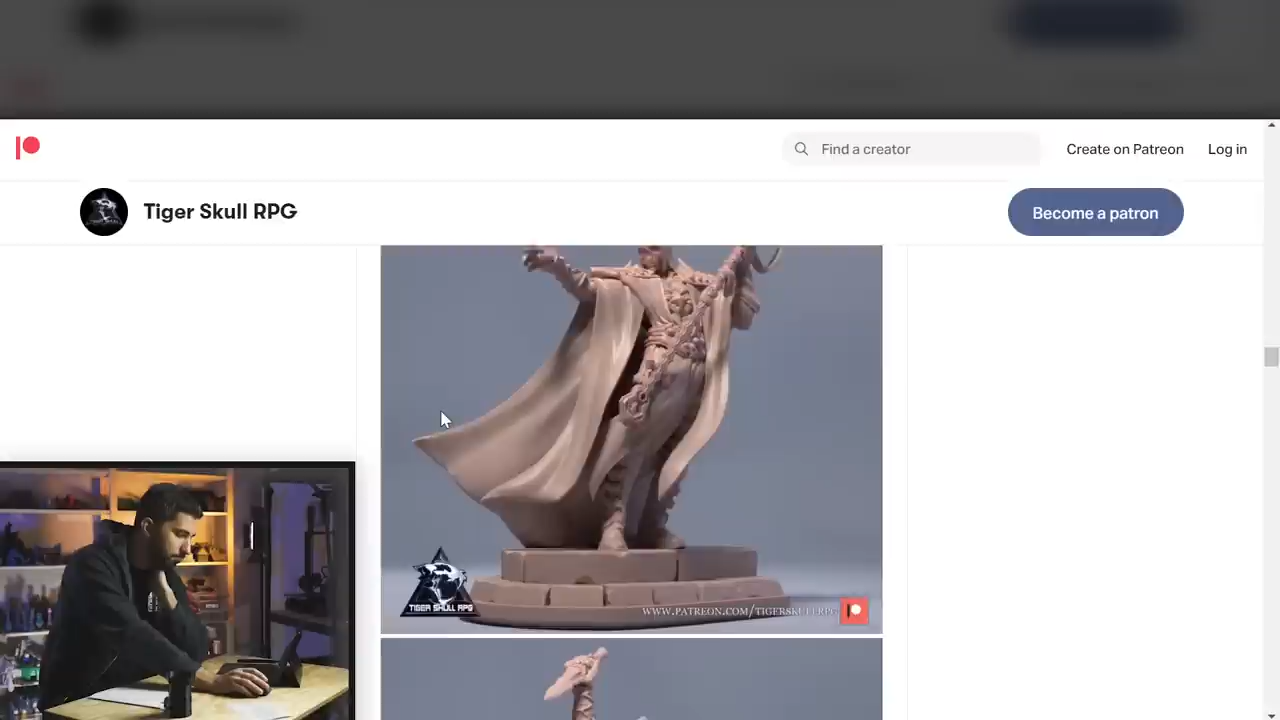 Find a creator
Create on Patreon
Log in
Tiger Skull RPG
Become a patron
TIGER SKULL RPG
WWW.PATREON.COM/TIGERSKULLRPG